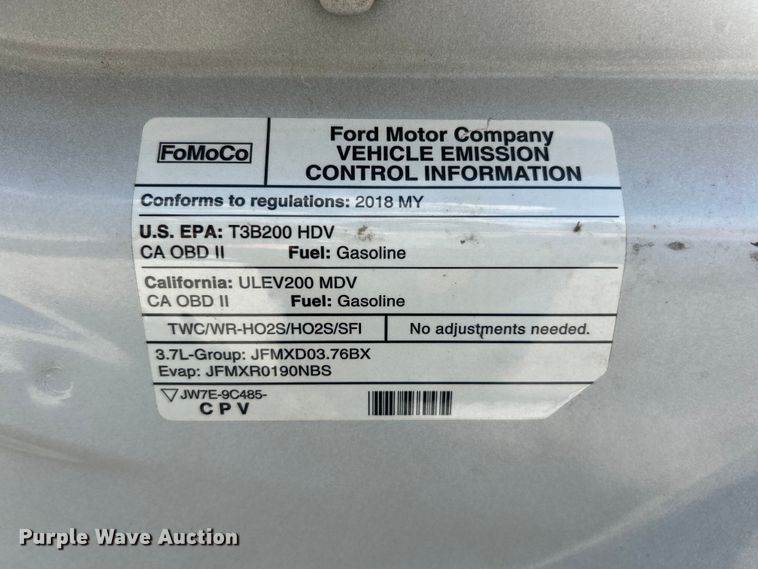 FoMoCo
Ford Motor Company
VEHICLE EMISSION
CONTROL INFORMATION
Conforms to regulations: 2018 MY
U.S. EPA: T3B200 HDV
CA OBD II Fuel: Gasoline
California: ULEV200 MDV
CA OBD II Fuel: Gasoline
TWC/WR-HO2S/HO2S/SFI No adjustments needed.
3.7L-Group: JFMXD03.76BX
Evap: JFMXR0190NBS
JW7E-9C485-
CPV
Purple Wave Auction